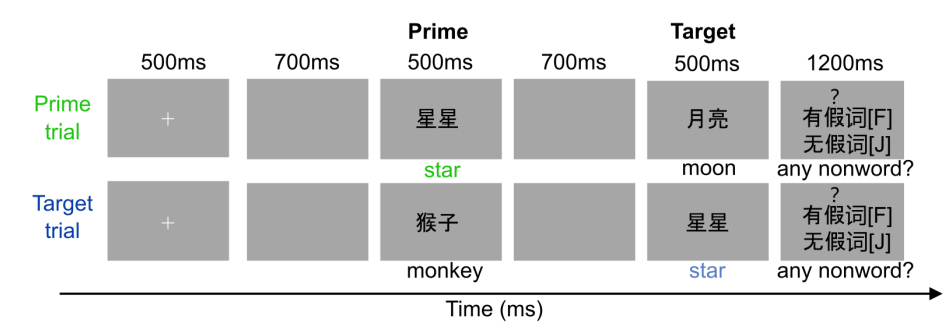 Prime Target
500ms 700ms 500ms 700ms 500ms 1200ms
Prime
trial
星星
月亮
?
有假词[F]
无假词[J]
star moon any nonword?
Target
trial
猴子
星星
?
有假词[F]
无假词[J]
monkey star any nonword?
Time (ms)